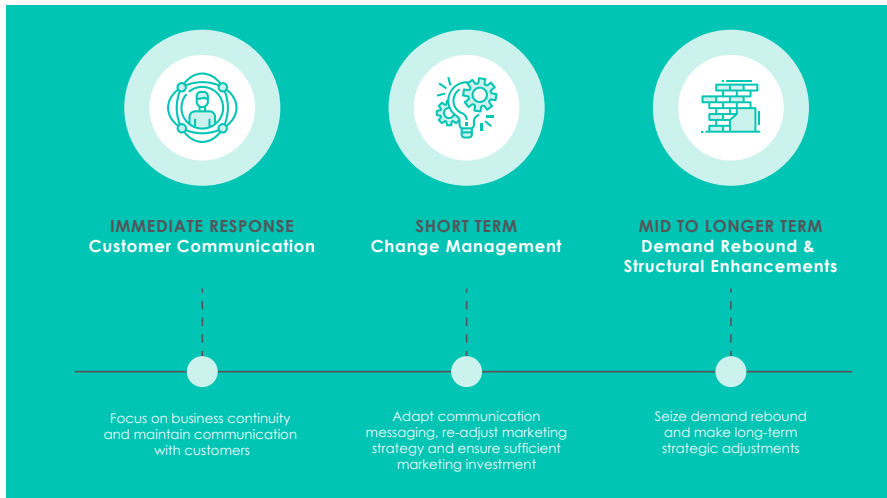 IMMEDIATE RESPONSE
Customer Communication
SHORT TERM
Change Management
MID TO LONGER TERM
Demand Rebound &
Structural Enhancements
Focus on business continuity
and maintain communication
with customers
Adapt communication
messaging, re-adjust marketing
strategy and ensure sufficient
marketing investment
Seize demand rebound
and make long-term
strategic adjustments